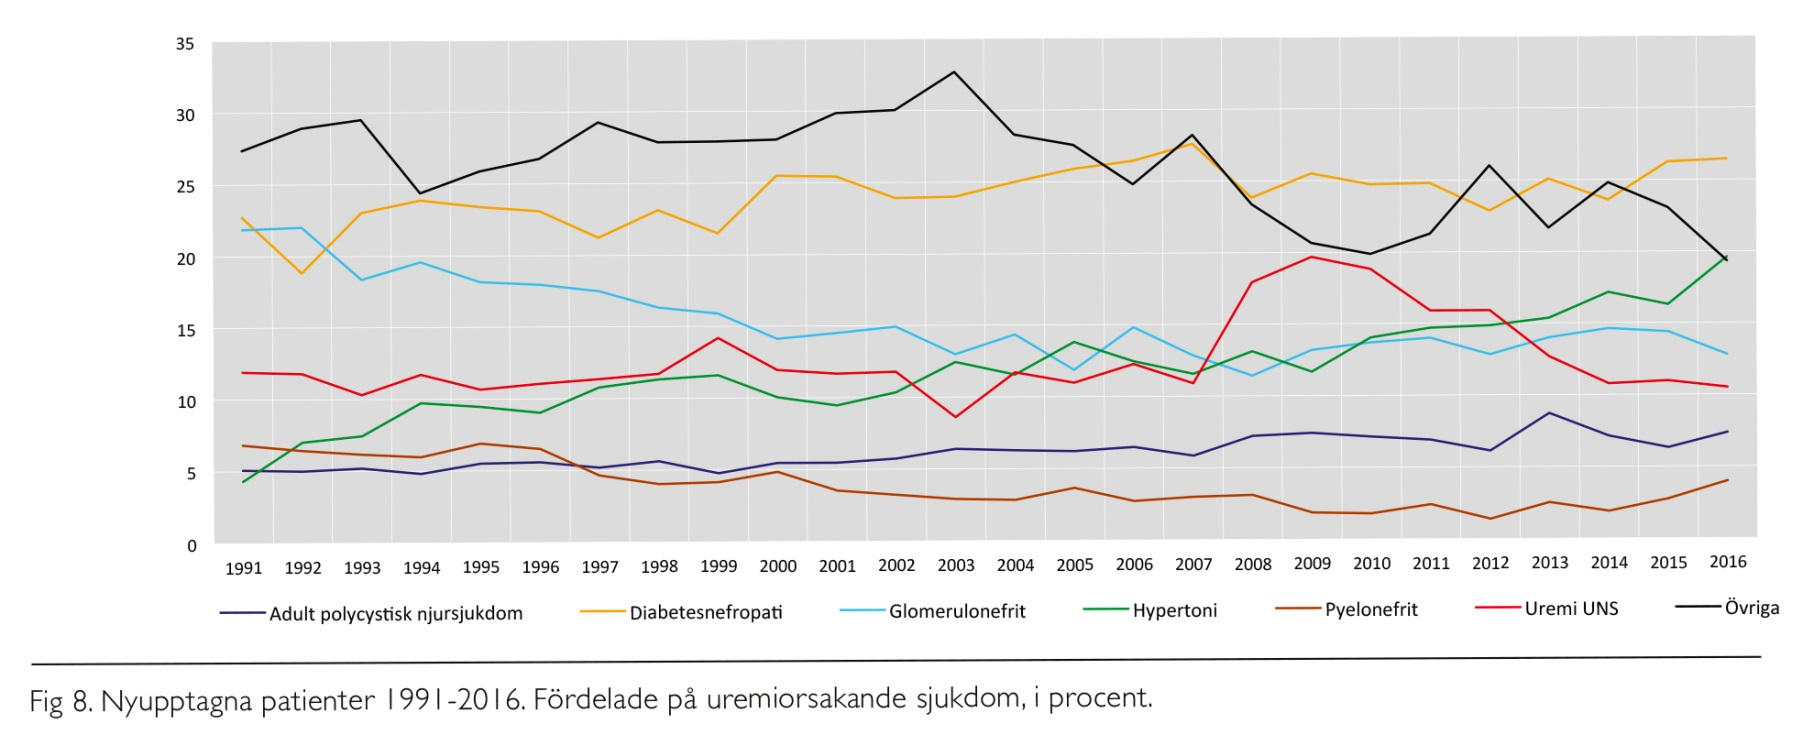 35
30
25
20
15
10
5
0
1991 1992 1993 1994 1995 1996 1997 1998 1999 2000 2001 2002 2003 2004 2005 2006 2007 2008 2009 2010 2011 2012 2013 2014 2015 2016
Adult polycystisk njursjukdom Diabetesnefropati Glomerulonefrit Hypertoni Pyelonefrit Uremi UNS Övriga
Fig 8. Nyupptagna patienter 1991-2016. Fördelade på uremiorsakande sjukdom, i procent.